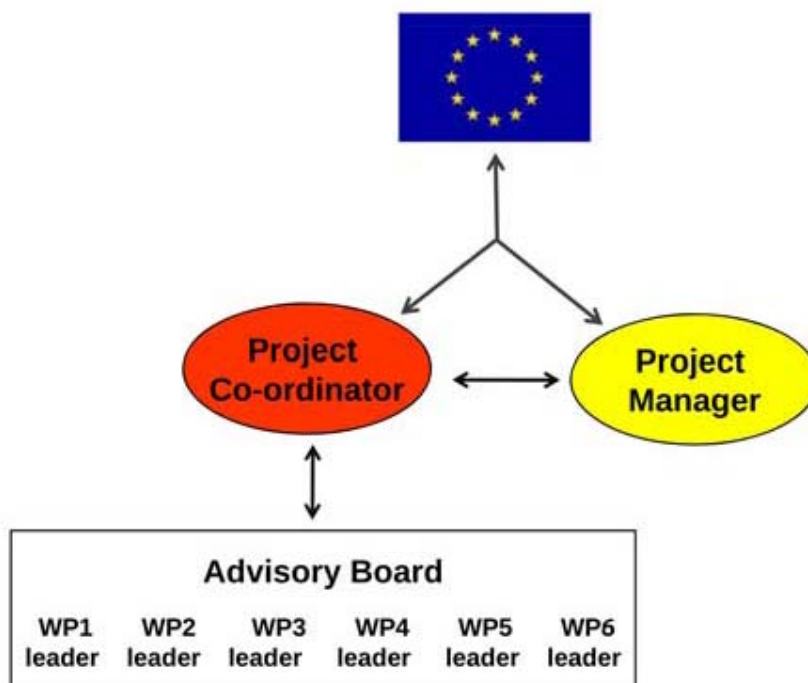 Project
Co-ordinator
Project
Manager
Advisory Board
WP1 WP2 WP3 WP4 WP5 WP6
leader leader leader leader leader leader